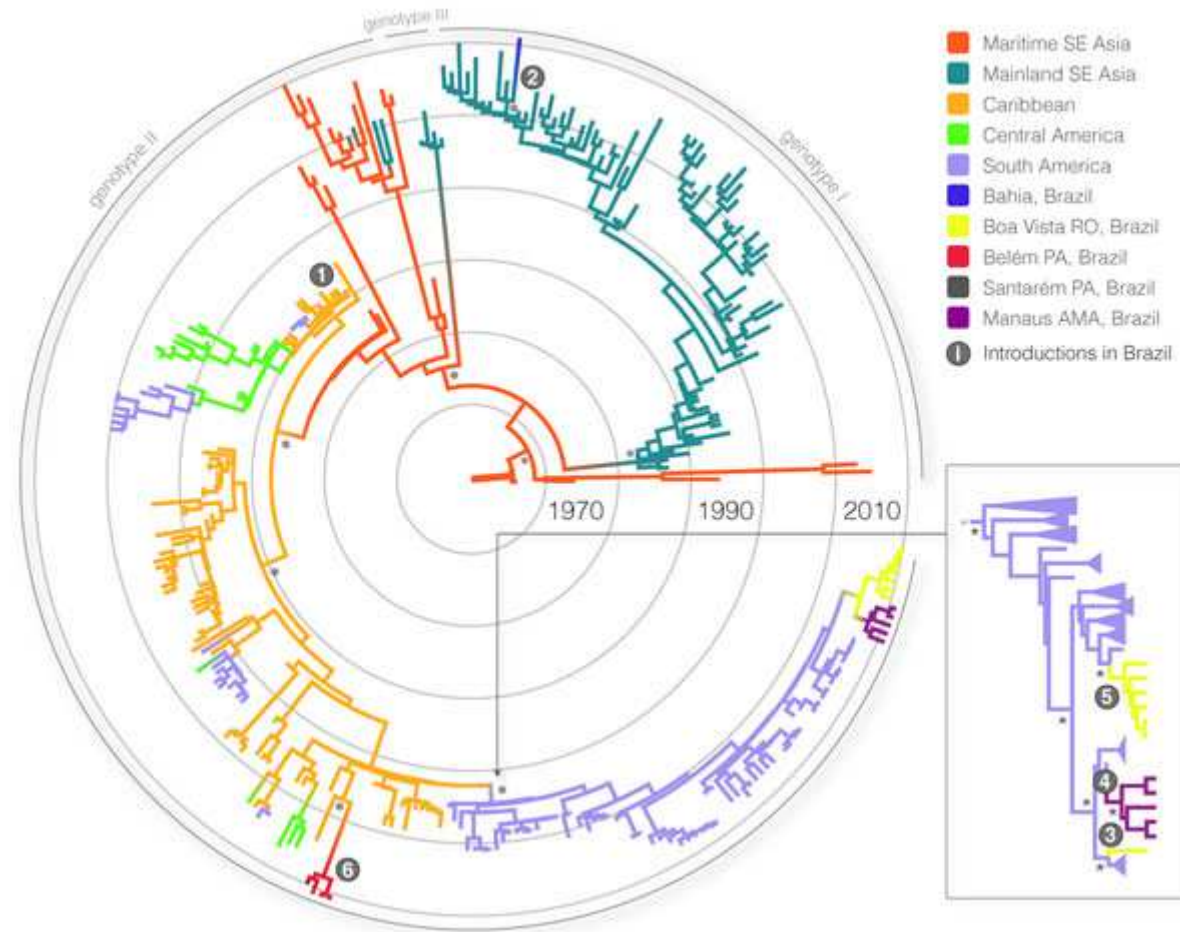 genotype III
genotype II
genotype I
Maritime SE Asia
Mainland SE Asia
Caribbean
Central America
South America
Bahia, Brazil
Boa Vista RO, Brazil
Belém PA, Brazil
Santarém PA, Brazil
Manaus AMA, Brazil
1 Introductions in Brazil
2
1
1970 1990 2010
5
4
3
6